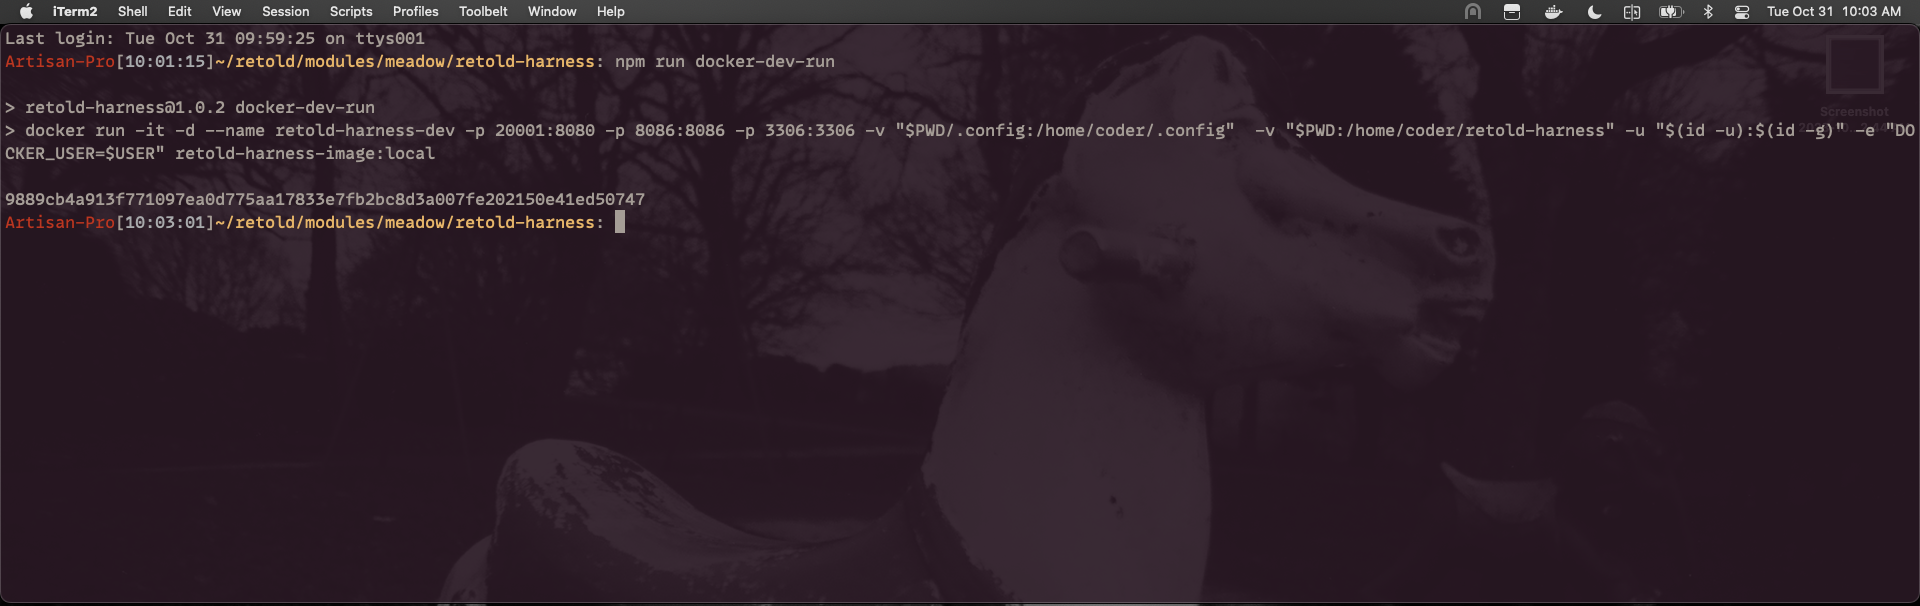 iTerm2 Shell Edit View Session Scripts Profiles Toolbelt Window Help Tue Oct 31 10:03 AM
Last login: Tue Oct 31 09:59:25 on ttys001
Artisan-Pro[10:01:15]~/retold/modules/meadow/retold-harness: npm run docker-dev-run
> retold-harness@1.0.2 docker-dev-run
> docker run -it -d --name retold-harness-dev -p 20001:8080 -p 8086:8086 -p 3306:3306 -v "$PWD/.config:/home/coder/.config"  -v "$PWD:/home/coder/retold-harness" -u "$(id -u):$(id -g)" -e "DO
CKER_USER=$USER" retold-harness-image:local
9889cb4a913f771097ea0d775aa17833e7fb2bc8d3a007fe202150e41ed50747
Artisan-Pro[10:03:01]~/retold/modules/meadow/retold-harness:
Screenshot